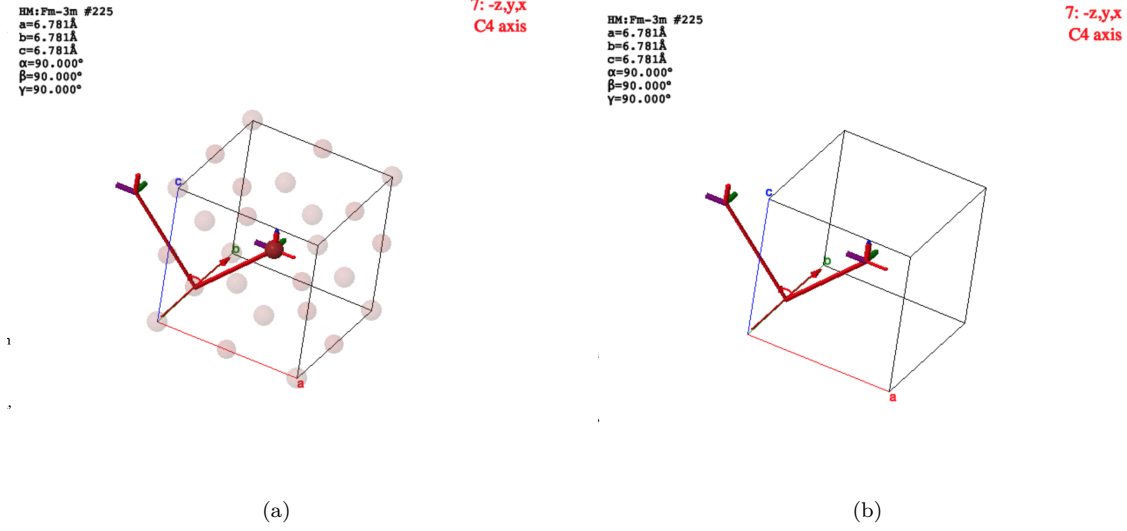 HM:Fm-3m #225
a=6.781Å
b=6.781Å
c=6.781Å
α=90.000°
β=90.000°
γ=90.000°
7: -z,y,x
C4 axis
c
b
a
(a)
HM:Fm-3m #225
a=6.781Å
b=6.781Å
c=6.781Å
α=90.000°
β=90.000°
γ=90.000°
7: -z,y,x
C4 axis
c
b
a
(b)